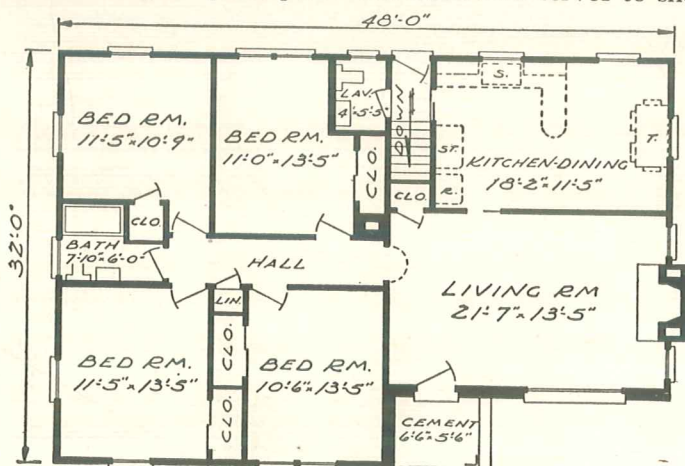 48'-0"
32'-0"
BED RM.
11'-5"x10'-9"
BED RM.
11'-0"x13'-5"
LAV.
DOWN
S.
ST.
R.
T.
KITCHEN-DINING
18'-2"x11'-5"
CLO.
CLO.
CLO.
BATH
7'-10"x6'-0"
HALL
LIVING RM
21'-7"x13'-5"
LIN.
BED RM.
11'-5"x13'-5"
CLO.
CLO.
BED RM.
10'-6"x13'-5"
CEMENT
6'-6"x5'-6"